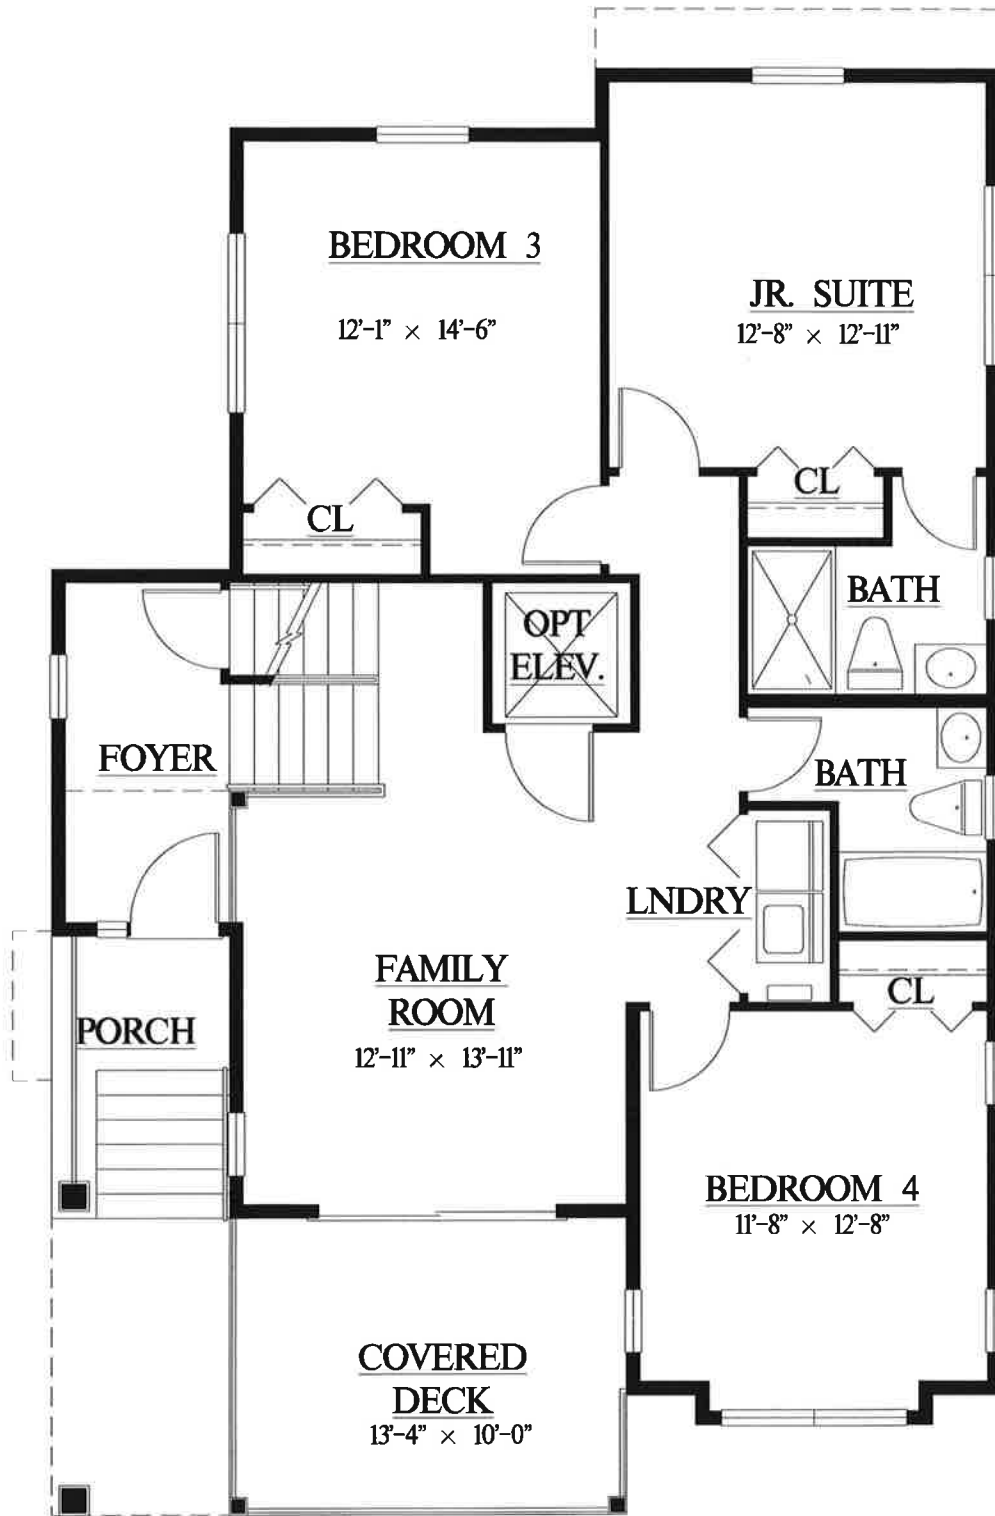 BEDROOM 3
12'-1" × 14'-6"
JR. SUITE
12'-8" × 12'-11"
CL
CL
BATH
OPT
ELEV.
FOYER
BATH
LNDRY
FAMILY
ROOM
12'-11" × 13'-11"
CL
PORCH
BEDROOM 4
11'-8" × 12'-8"
COVERED
DECK
13'-4" × 10'-0"